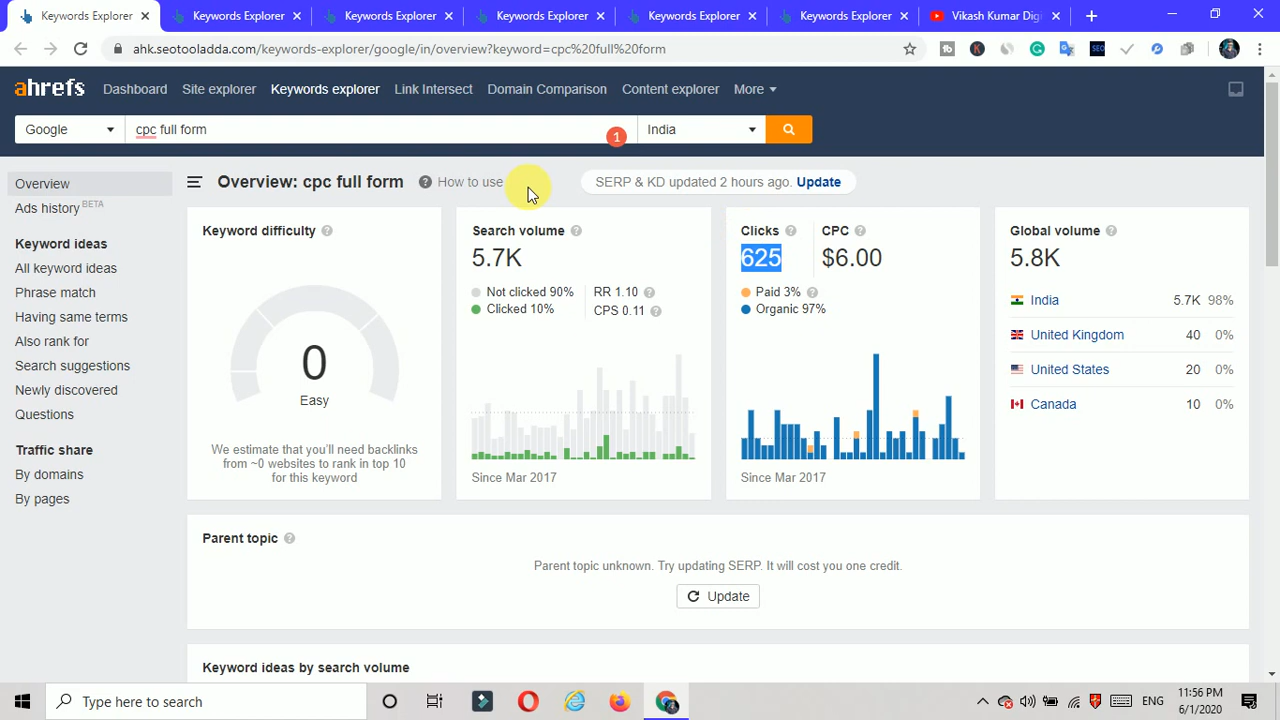 Keywords Explorer
Keywords Explorer
Keywords Explorer
Keywords Explorer
Keywords Explorer
Keywords Explorer
Vikash Kumar Digi
ahk.seotooladda.com/keywords-explorer/google/in/overview?keyword=cpc%20full%20form
ahrefs
Dashboard
Site explorer
Keywords explorer
Link Intersect
Domain Comparison
Content explorer
More
Google
cpc full form
1
India
Overview
Ads history BETA
Keyword ideas
All keyword ideas
Phrase match
Having same terms
Also rank for
Search suggestions
Newly discovered
Questions
Traffic share
By domains
By pages
Overview: cpc full form
? How to use
SERP & KD updated 2 hours ago. Update
Keyword difficulty ?
0
Easy
We estimate that you'll need backlinks
from ~0 websites to rank in top 10
for this keyword
Search volume ?
5.7K
Not clicked 90%
Clicked 10%
RR 1.10 ?
CPS 0.11 ?
Since Mar 2017
Clicks ?
625
CPC ?
$6.00
Paid 3% ?
Organic 97%
Since Mar 2017
Global volume ?
5.8K
India 5.7K 98%
United Kingdom 40 0%
United States 20 0%
Canada 10 0%
Parent topic ?
Parent topic unknown. Try updating SERP. It will cost you one credit.
Update
Keyword ideas by search volume
Type here to search
ENG
11:56 PM
6/1/2020